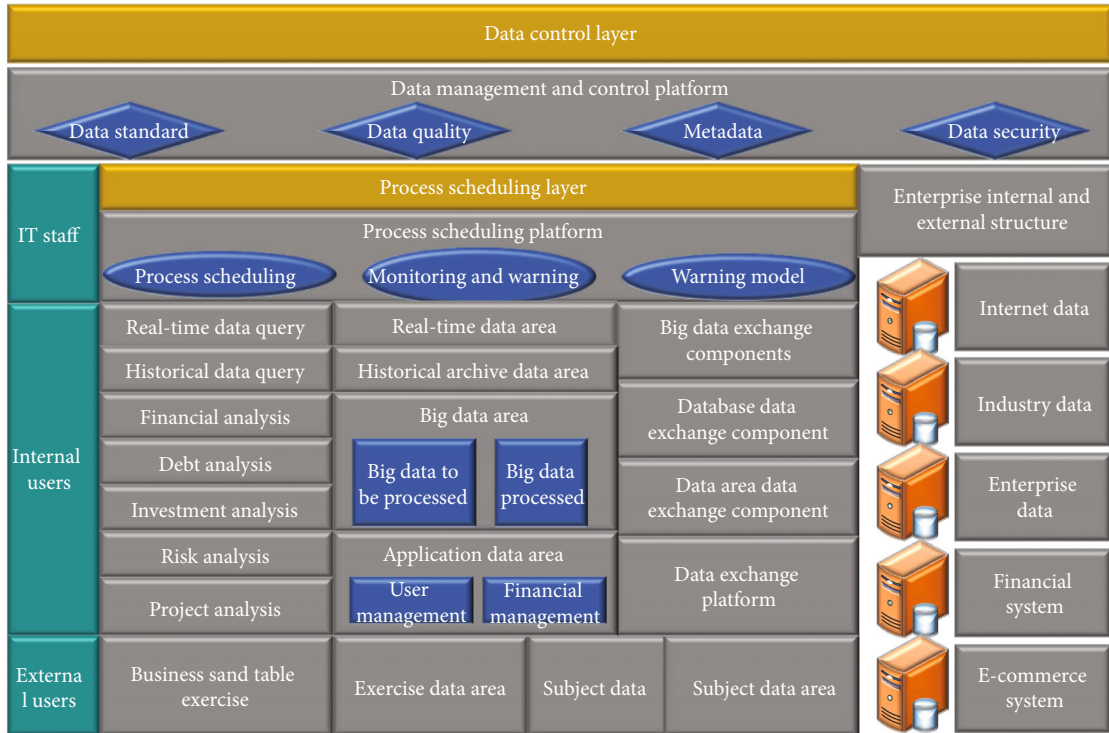 Data control layer
Data management and control platform
Data standard
Data quality
Metadata
Data security
IT staff
Process scheduling layer
Process scheduling platform
Process scheduling
Monitoring and warning
Warning model
Enterprise internal and
external structure
Internal
users
Real-time data query
Historical data query
Financial analysis
Debt analysis
Investment analysis
Risk analysis
Project analysis
Real-time data area
Historical archive data area
Big data area
Big data to
be processed
Big data
processed
Application data area
User
management
Financial
management
Big data exchange
components
Database data
exchange component
Data area data
exchange component
Data exchange
platform
Internet data
Industry data
Enterprise
data
Financial
system
E-commerce
system
Externa
l users
Business sand table
exercise
Exercise data area
Subject data
Subject data area